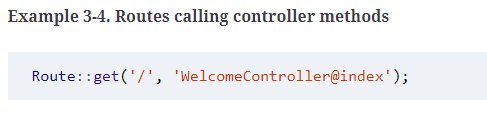 Example 3-4. Routes calling controller methods
Route::get('/', 'WelcomeController@index');